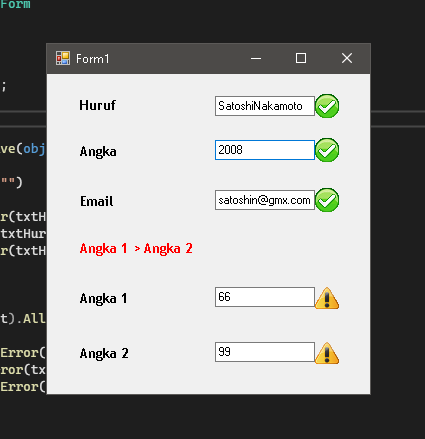 Form
Form1
;
Huruf SatoshiNakamoto
ve(obj
Angka 2008
"")
Email satoshin@gmx.com
r(txtH
txtHur
r(txtH
Angka 1 > Angka 2
Angka 1 66
t).All
Angka 2 99
Error(
ror(tx
Error(